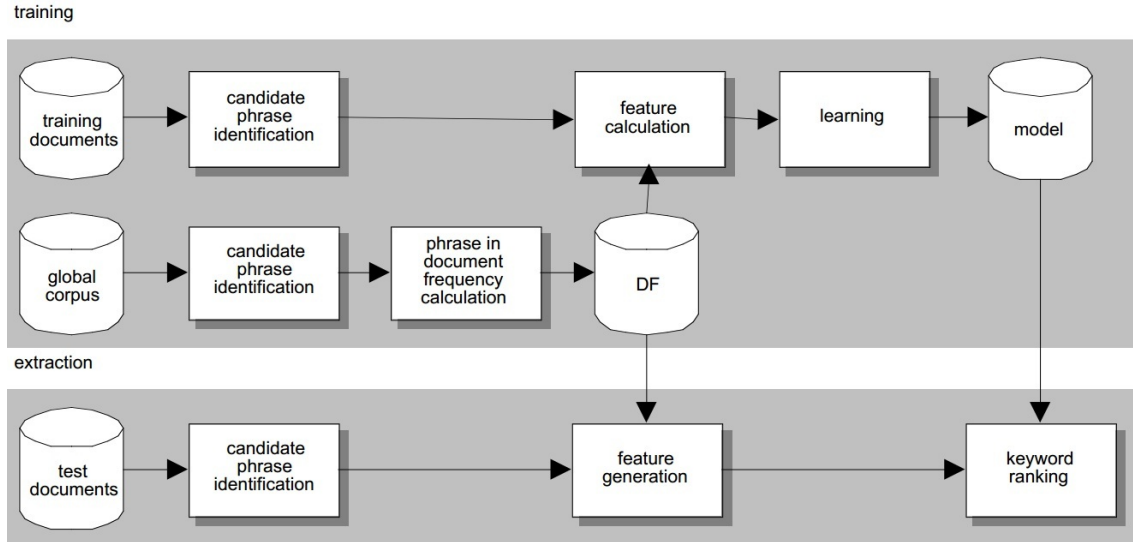 training
training
documents
candidate
phrase
identification
feature
calculation
learning
model
global
corpus
candidate
phrase
identification
phrase in
document
frequency
calculation
DF
extraction
test
documents
candidate
phrase
identification
feature
generation
keyword
ranking